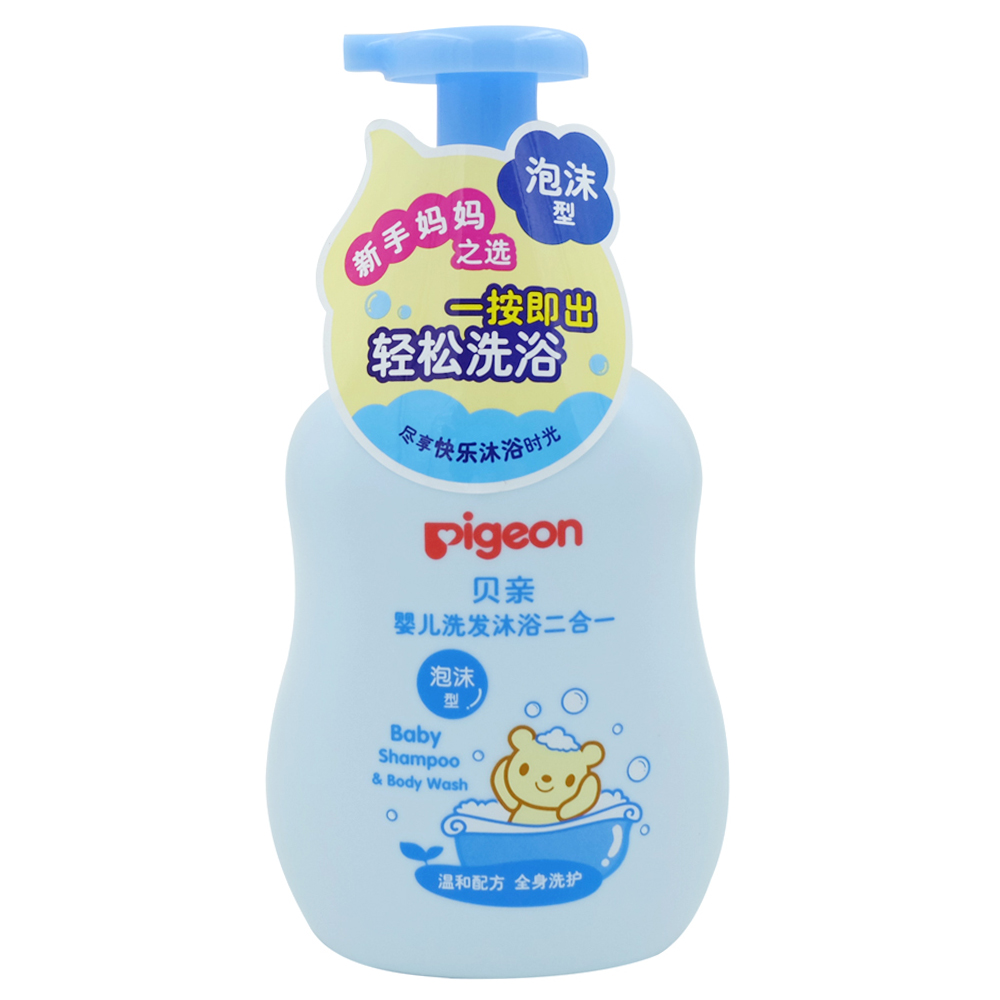 泡沫
型
新手妈妈
之选
一按即出
轻松洗浴
尽享快乐沐浴时光
Pigeon
贝亲
婴儿洗发沐浴二合一
泡沫
型
Baby
Shampoo
& Body Wash
温和配方 全身洗护